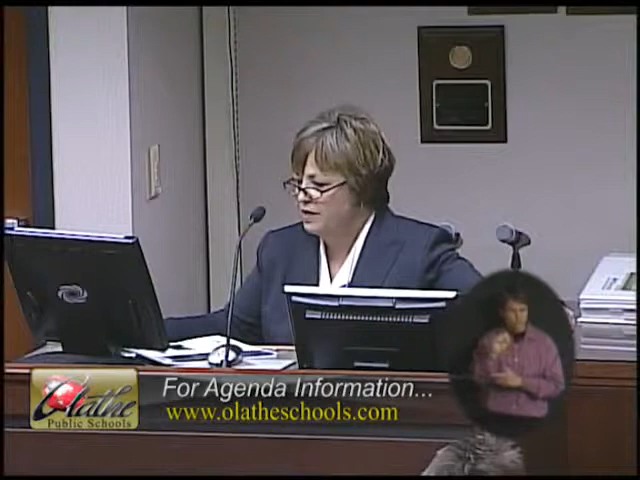 For Agenda Information...
Olathe
www.olatheschools.com
Public Schools